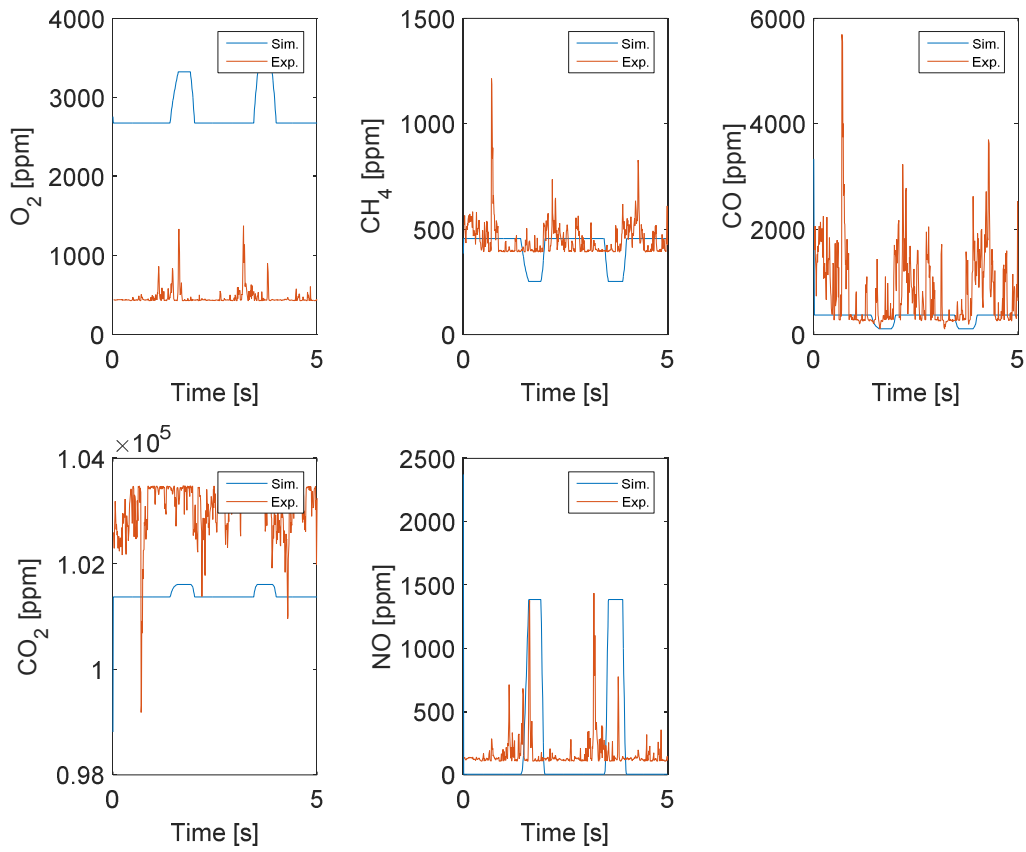 4000
3000
2000
1000
0
O2 [ppm]
Sim.
Exp.
0
5
Time [s]
1500
1000
500
0
CH4 [ppm]
Sim.
Exp.
0
5
Time [s]
6000
4000
2000
0
CO [ppm]
Sim.
Exp.
0
5
Time [s]
×10^5
1.04
1.02
1
0.98
CO2 [ppm]
Sim.
Exp.
0
5
Time [s]
2500
2000
1500
1000
500
0
NO [ppm]
Sim.
Exp.
0
5
Time [s]